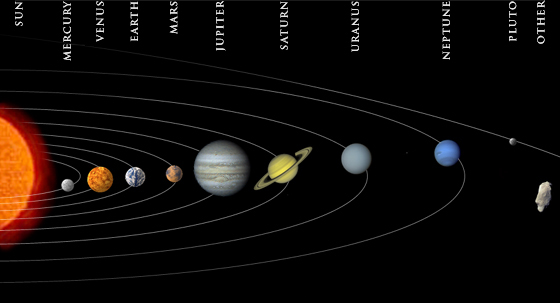 SUN
MERCURY
VENUS
EARTH
MARS
JUPITER
SATURN
URANUS
NEPTUNE
PLUTO
OTHER